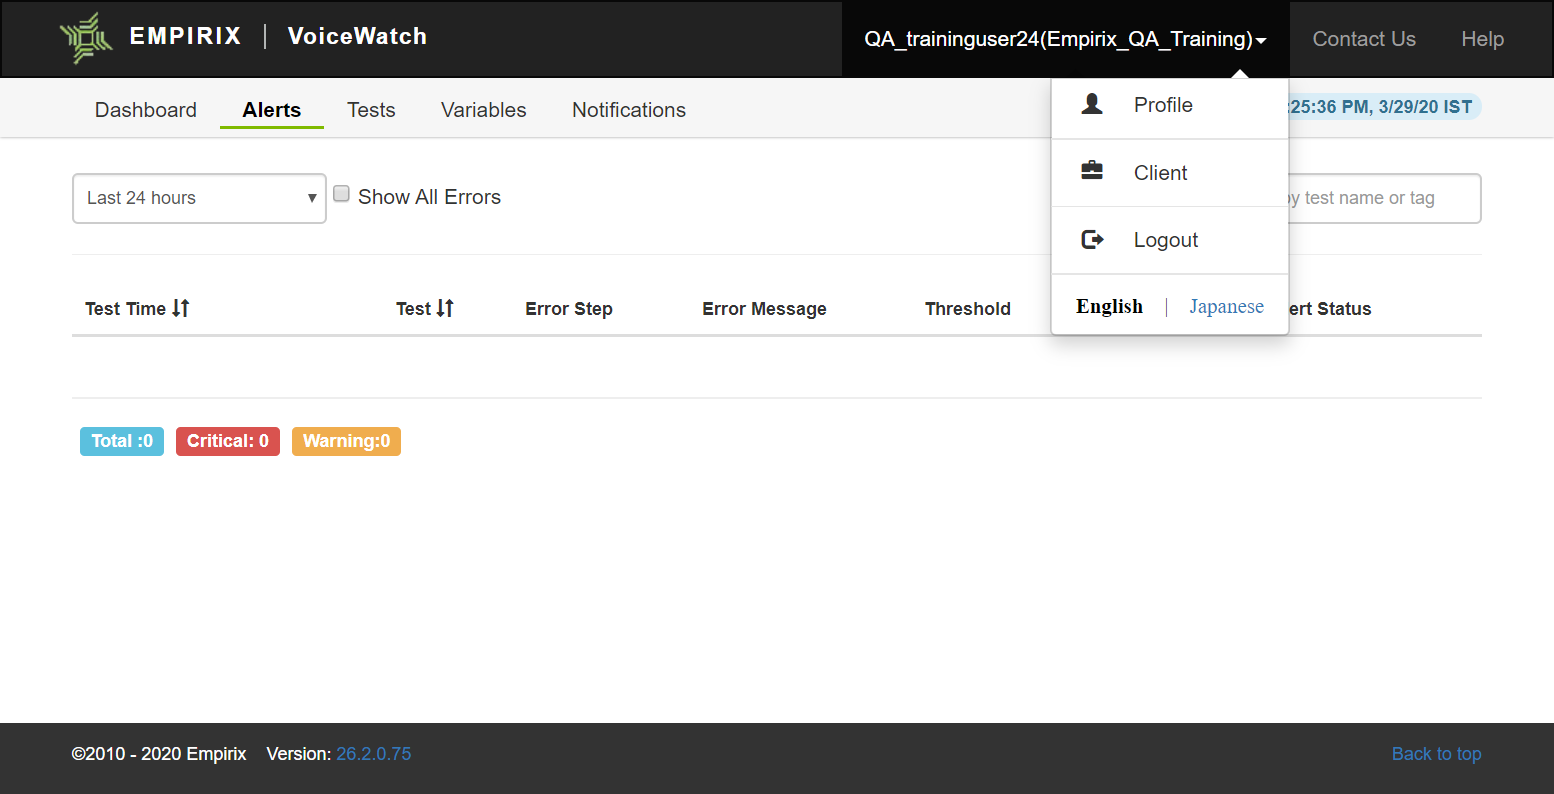 EMPIRIX | VoiceWatch
QA_traininguser24(Empirix_QA_Training)
Contact Us
Help
Dashboard
Alerts
Tests
Variables
Notifications
:25:36 PM, 3/29/20 IST
Profile
Client
Logout
English | Japanese
Last 24 hours
Show All Errors
by test name or tag
Test Time
Test
Error Step
Error Message
Threshold
ert Status
Total :0
Critical: 0
Warning:0
©2010 - 2020 Empirix
Version: 26.2.0.75
Back to top